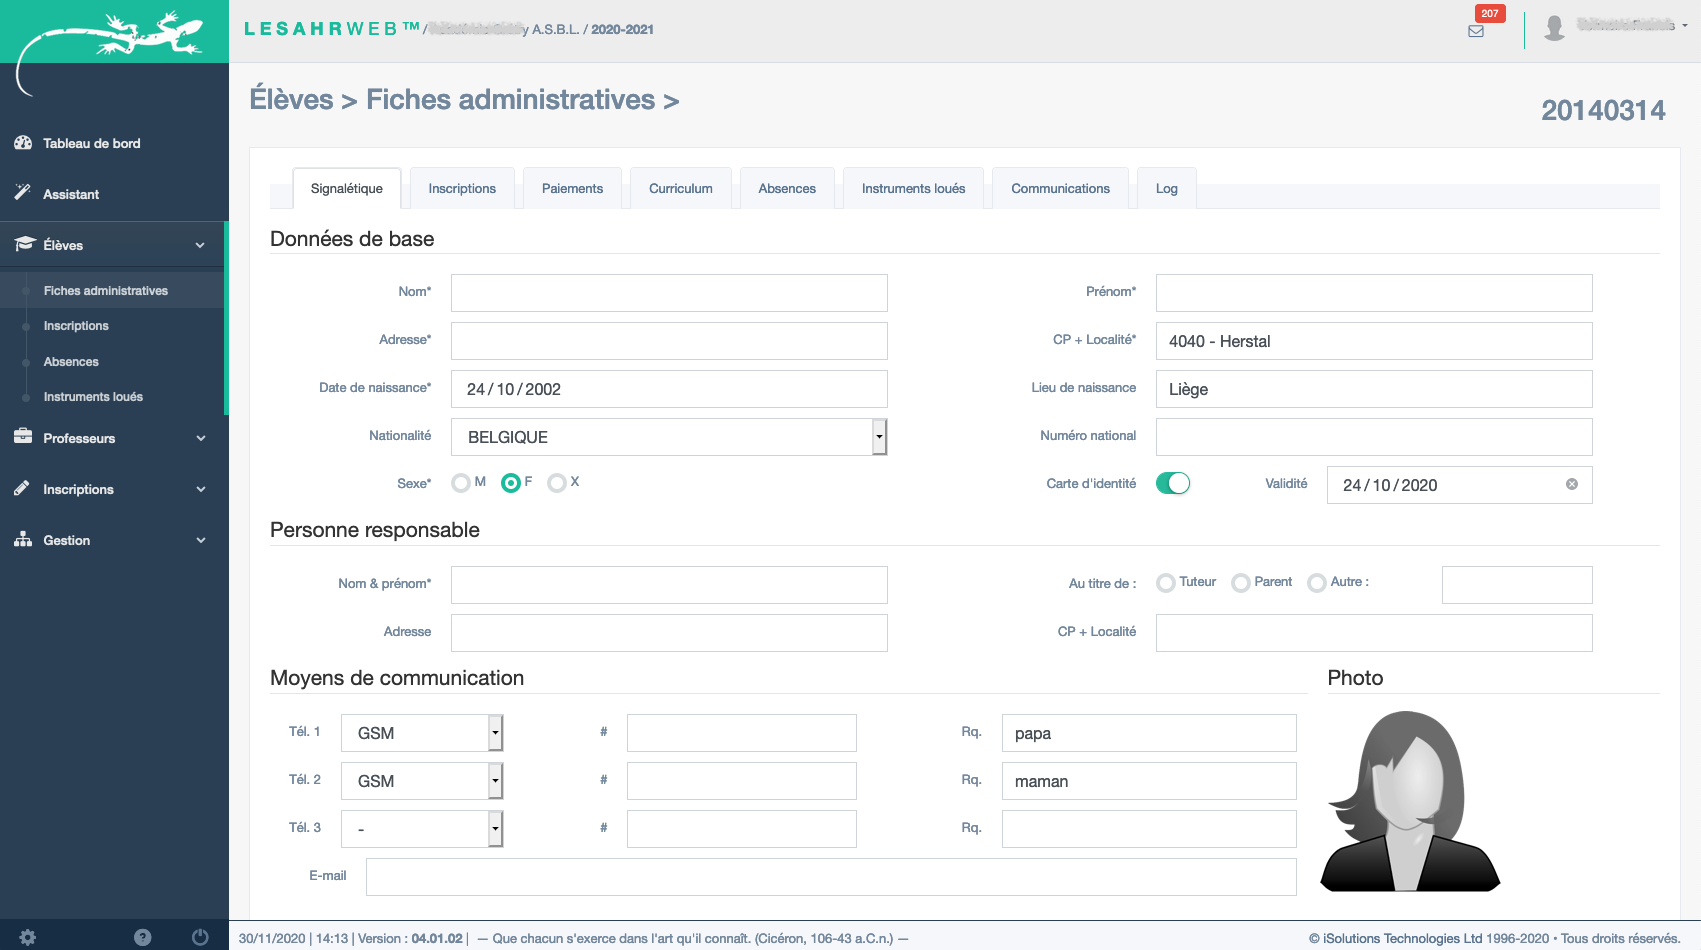 LESAHRWEB™ / y A.S.B.L. / 2020-2021
207
Élèves > Fiches administratives >
20140314
Tableau de bord
Assistant
Élèves
Fiches administratives
Inscriptions
Absences
Instruments loués
Professeurs
Inscriptions
Gestion
Signalétique Inscriptions Paiements Curriculum Absences Instruments loués Communications Log
Données de base
Nom* Prénom*
Adresse* CP + Localité* 4040 - Herstal
Date de naissance* 24 / 10 / 2002 Lieu de naissance Liège
Nationalité BELGIQUE Numéro national
Sexe* M F X Carte d'identité Validité 24 / 10 / 2020
Personne responsable
Nom & prénom* Au titre de : Tuteur Parent Autre :
Adresse CP + Localité
Moyens de communication Photo
Tél. 1 GSM # Rq. papa
Tél. 2 GSM # Rq. maman
Tél. 3 - # Rq.
E-mail
30/11/2020 | 14:13 | Version : 04.01.02 | — Que chacun s'exerce dans l'art qu'il connaît. (Cicéron, 106-43 a.C.n.) —
© iSolutions Technologies Ltd 1996-2020 • Tous droits réservés.